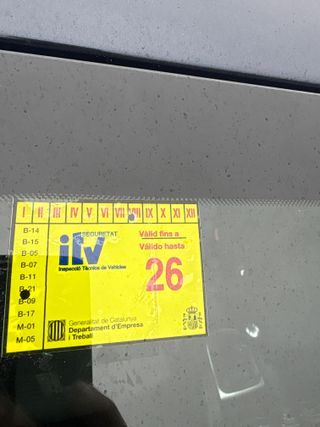 I II III IV V VI VII VIII IX X XI XII
B-14
B-15
B-05
B-07
B-11
B-21
B-09
B-17
M-01
M-05
SEGURETAT
itv
Inspecció Tècnica de Vehicles
Vàlid fins a
Válido hasta
26
Generalitat de Catalunya
Departament d'Empresa
i Treball